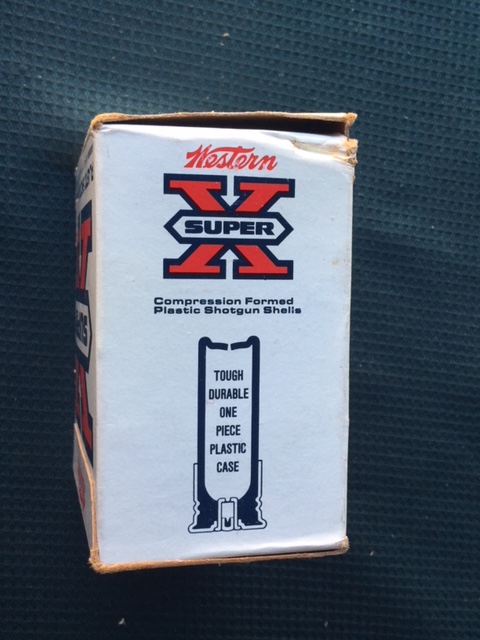 Western
SUPER X
Compression Formed
Plastic Shotgun Shells
TOUGH
DURABLE
ONE
PIECE
PLASTIC
CASE